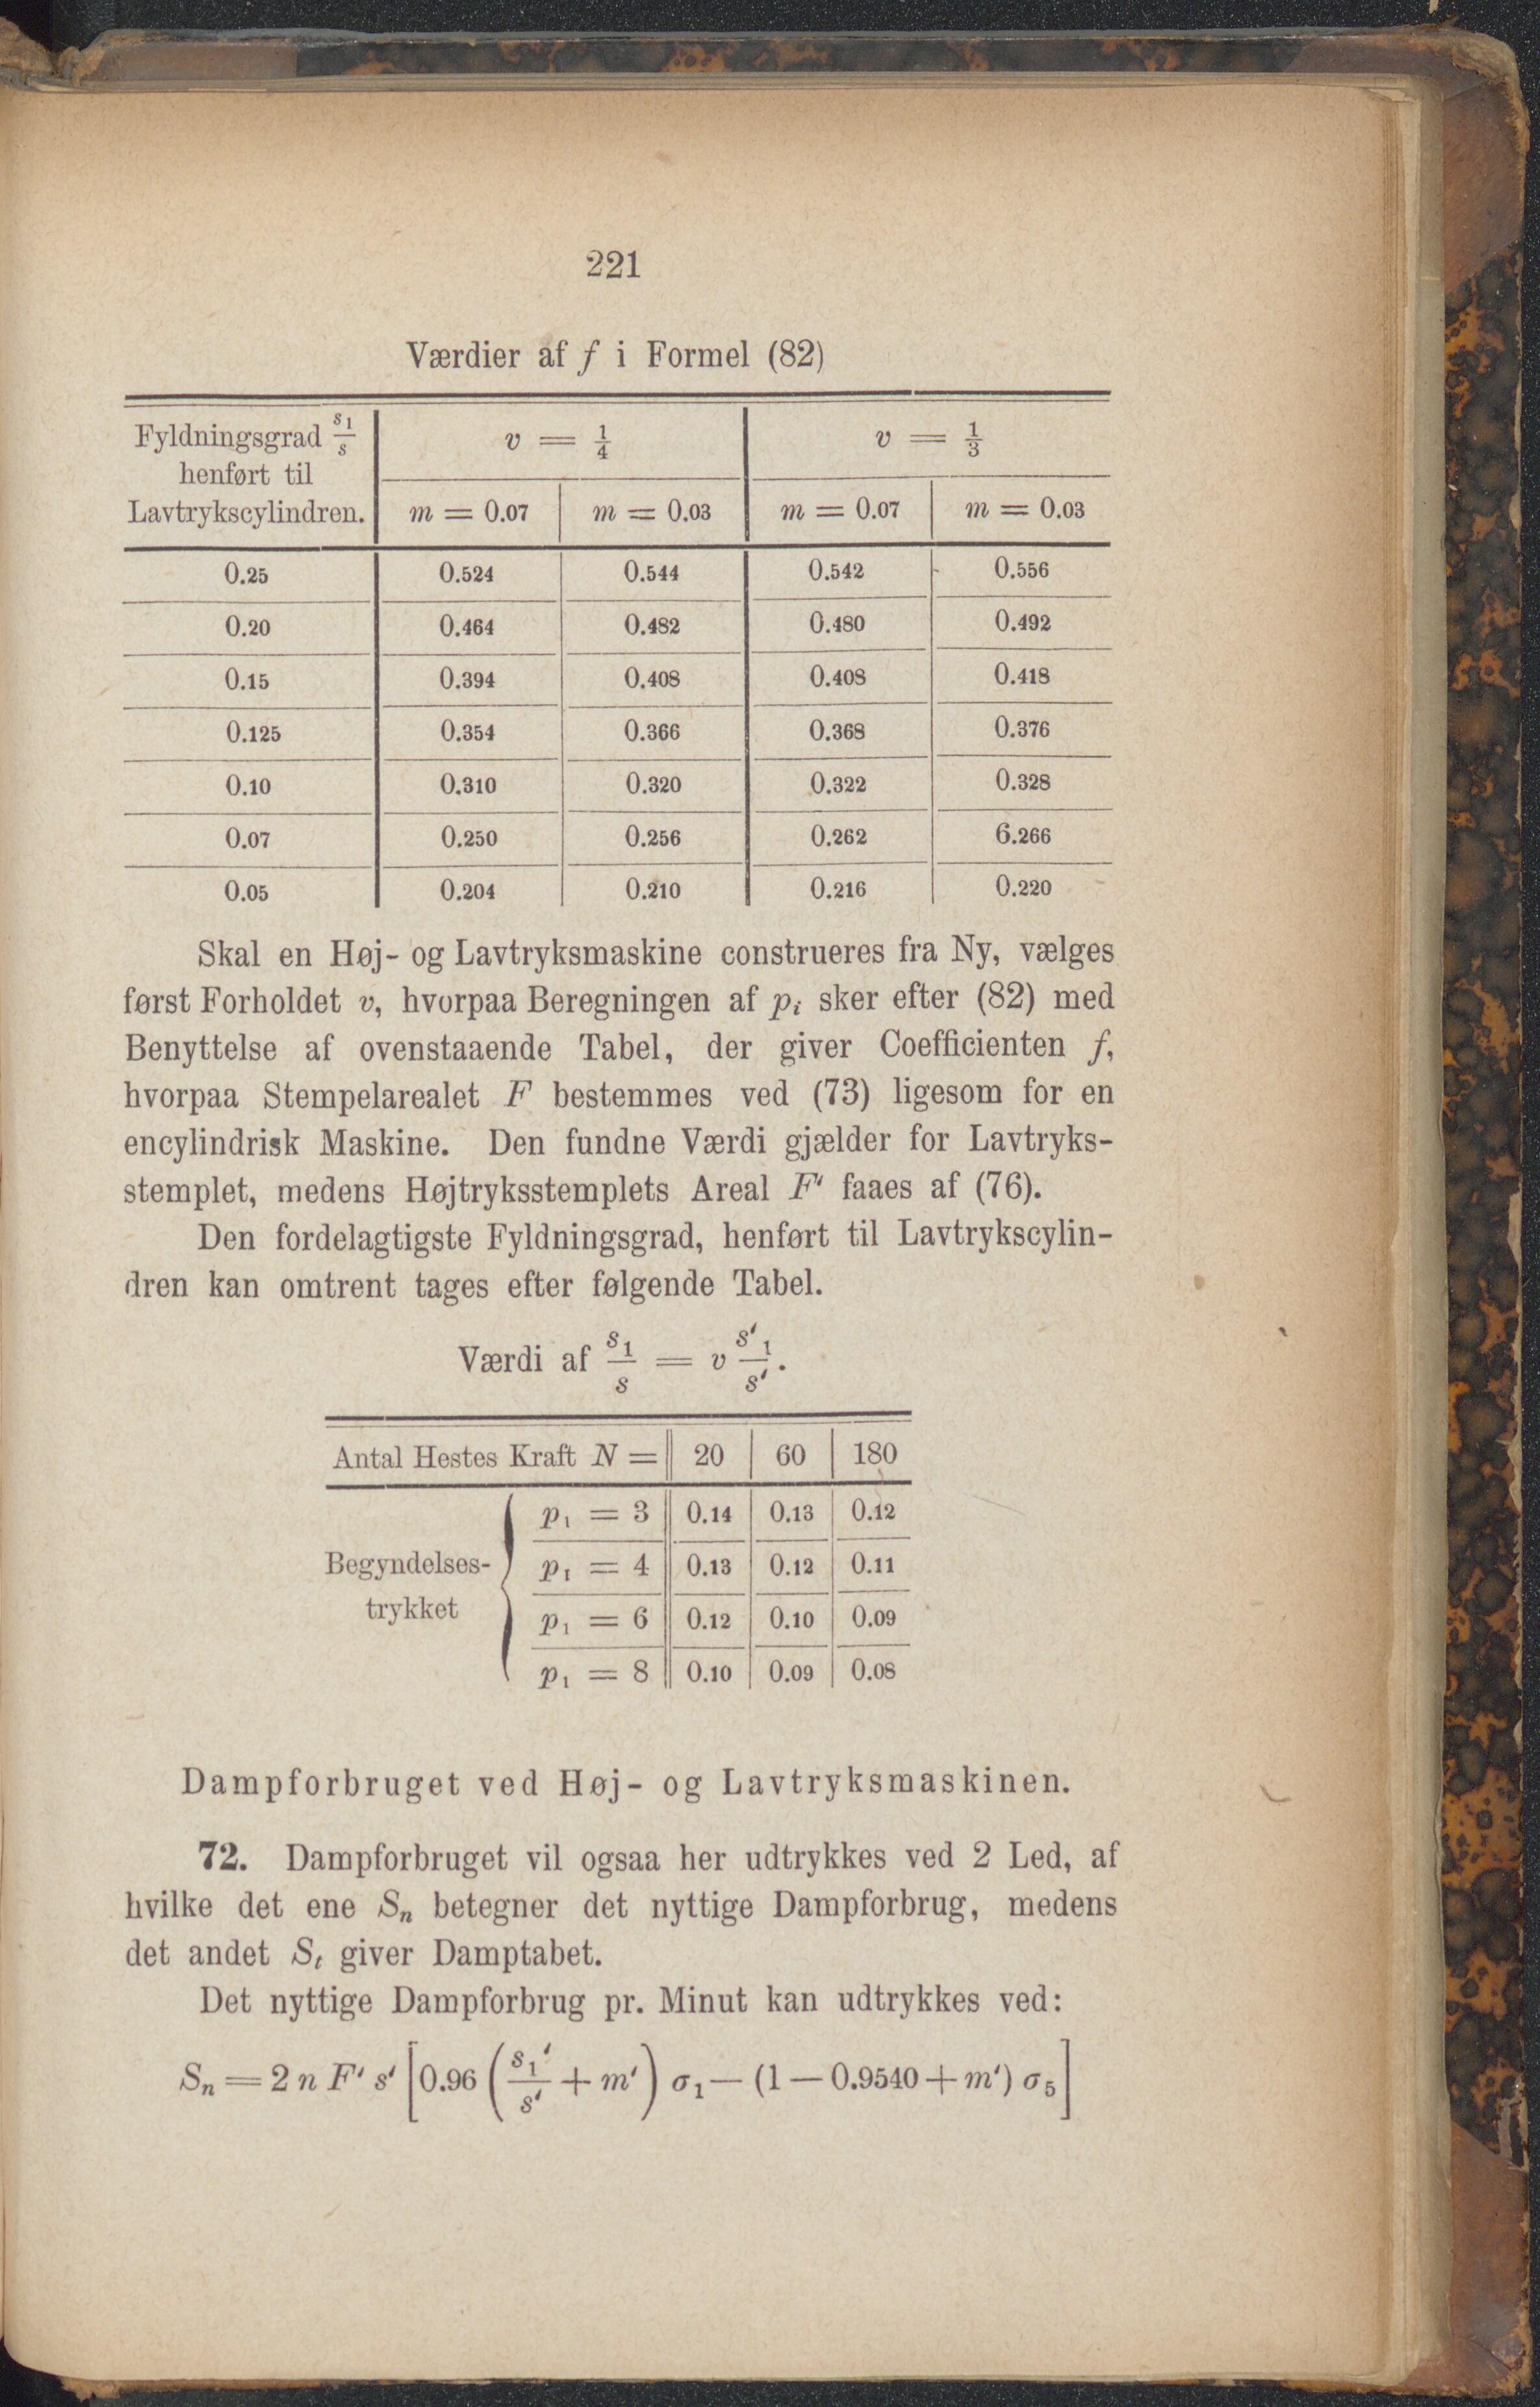 221
Værdier af f i Formel (82)
Fyldningsgrad s₁/s
henført til
Lavtrykscylindren.
v = 1/4
v = 1/3
m = 0.07 m = 0.03 m = 0.07 m = 0.03
0.25 0.524 0.544 0.542 0.556
0.20 0.464 0.482 0.480 0.492
0.15 0.394 0.408 0.408 0.418
0.125 0.354 0.366 0.368 0.376
0.10 0.310 0.320 0.322 0.328
0.07 0.250 0.256 0.262 6.266
0.05 0.204 0.210 0.216 0.220
Skal en Høj- og Lavtryksmaskine construeres fra Ny, vælges
først Forholdet v, hvorpaa Beregningen af pᵢ sker efter (82) med
Benyttelse af ovenstaaende Tabel, der giver Coefficienten f,
hvorpaa Stempelarealet F bestemmes ved (73) ligesom for en
encylindrisk Maskine. Den fundne Værdi gjælder for Lavtryks-
stemplet, medens Højtryksstemplets Areal F′ faaes af (76).
Den fordelagtigste Fyldningsgrad, henført til Lavtrykscylin-
dren kan omtrent tages efter følgende Tabel.
Værdi af s₁/s = v s′₁/s′.
Antal Hestes Kraft N = 20 60 180
Begyndelses-
trykket
p₁ = 3 0.14 0.13 0.12
p₁ = 4 0.13 0.12 0.11
p₁ = 6 0.12 0.10 0.09
p₁ = 8 0.10 0.09 0.08
Dampforbruget ved Høj- og Lavtryksmaskinen.
72. Dampforbruget vil ogsaa her udtrykkes ved 2 Led, af
hvilke det ene Sₙ betegner det nyttige Dampforbrug, medens
det andet Sₜ giver Damptabet.
Det nyttige Dampforbrug pr. Minut kan udtrykkes ved:
Sₙ = 2 n F′ s′ [0.96 (s₁′/s′ + m′) σ₁ — (1 — 0.9540 + m′) σ₅]